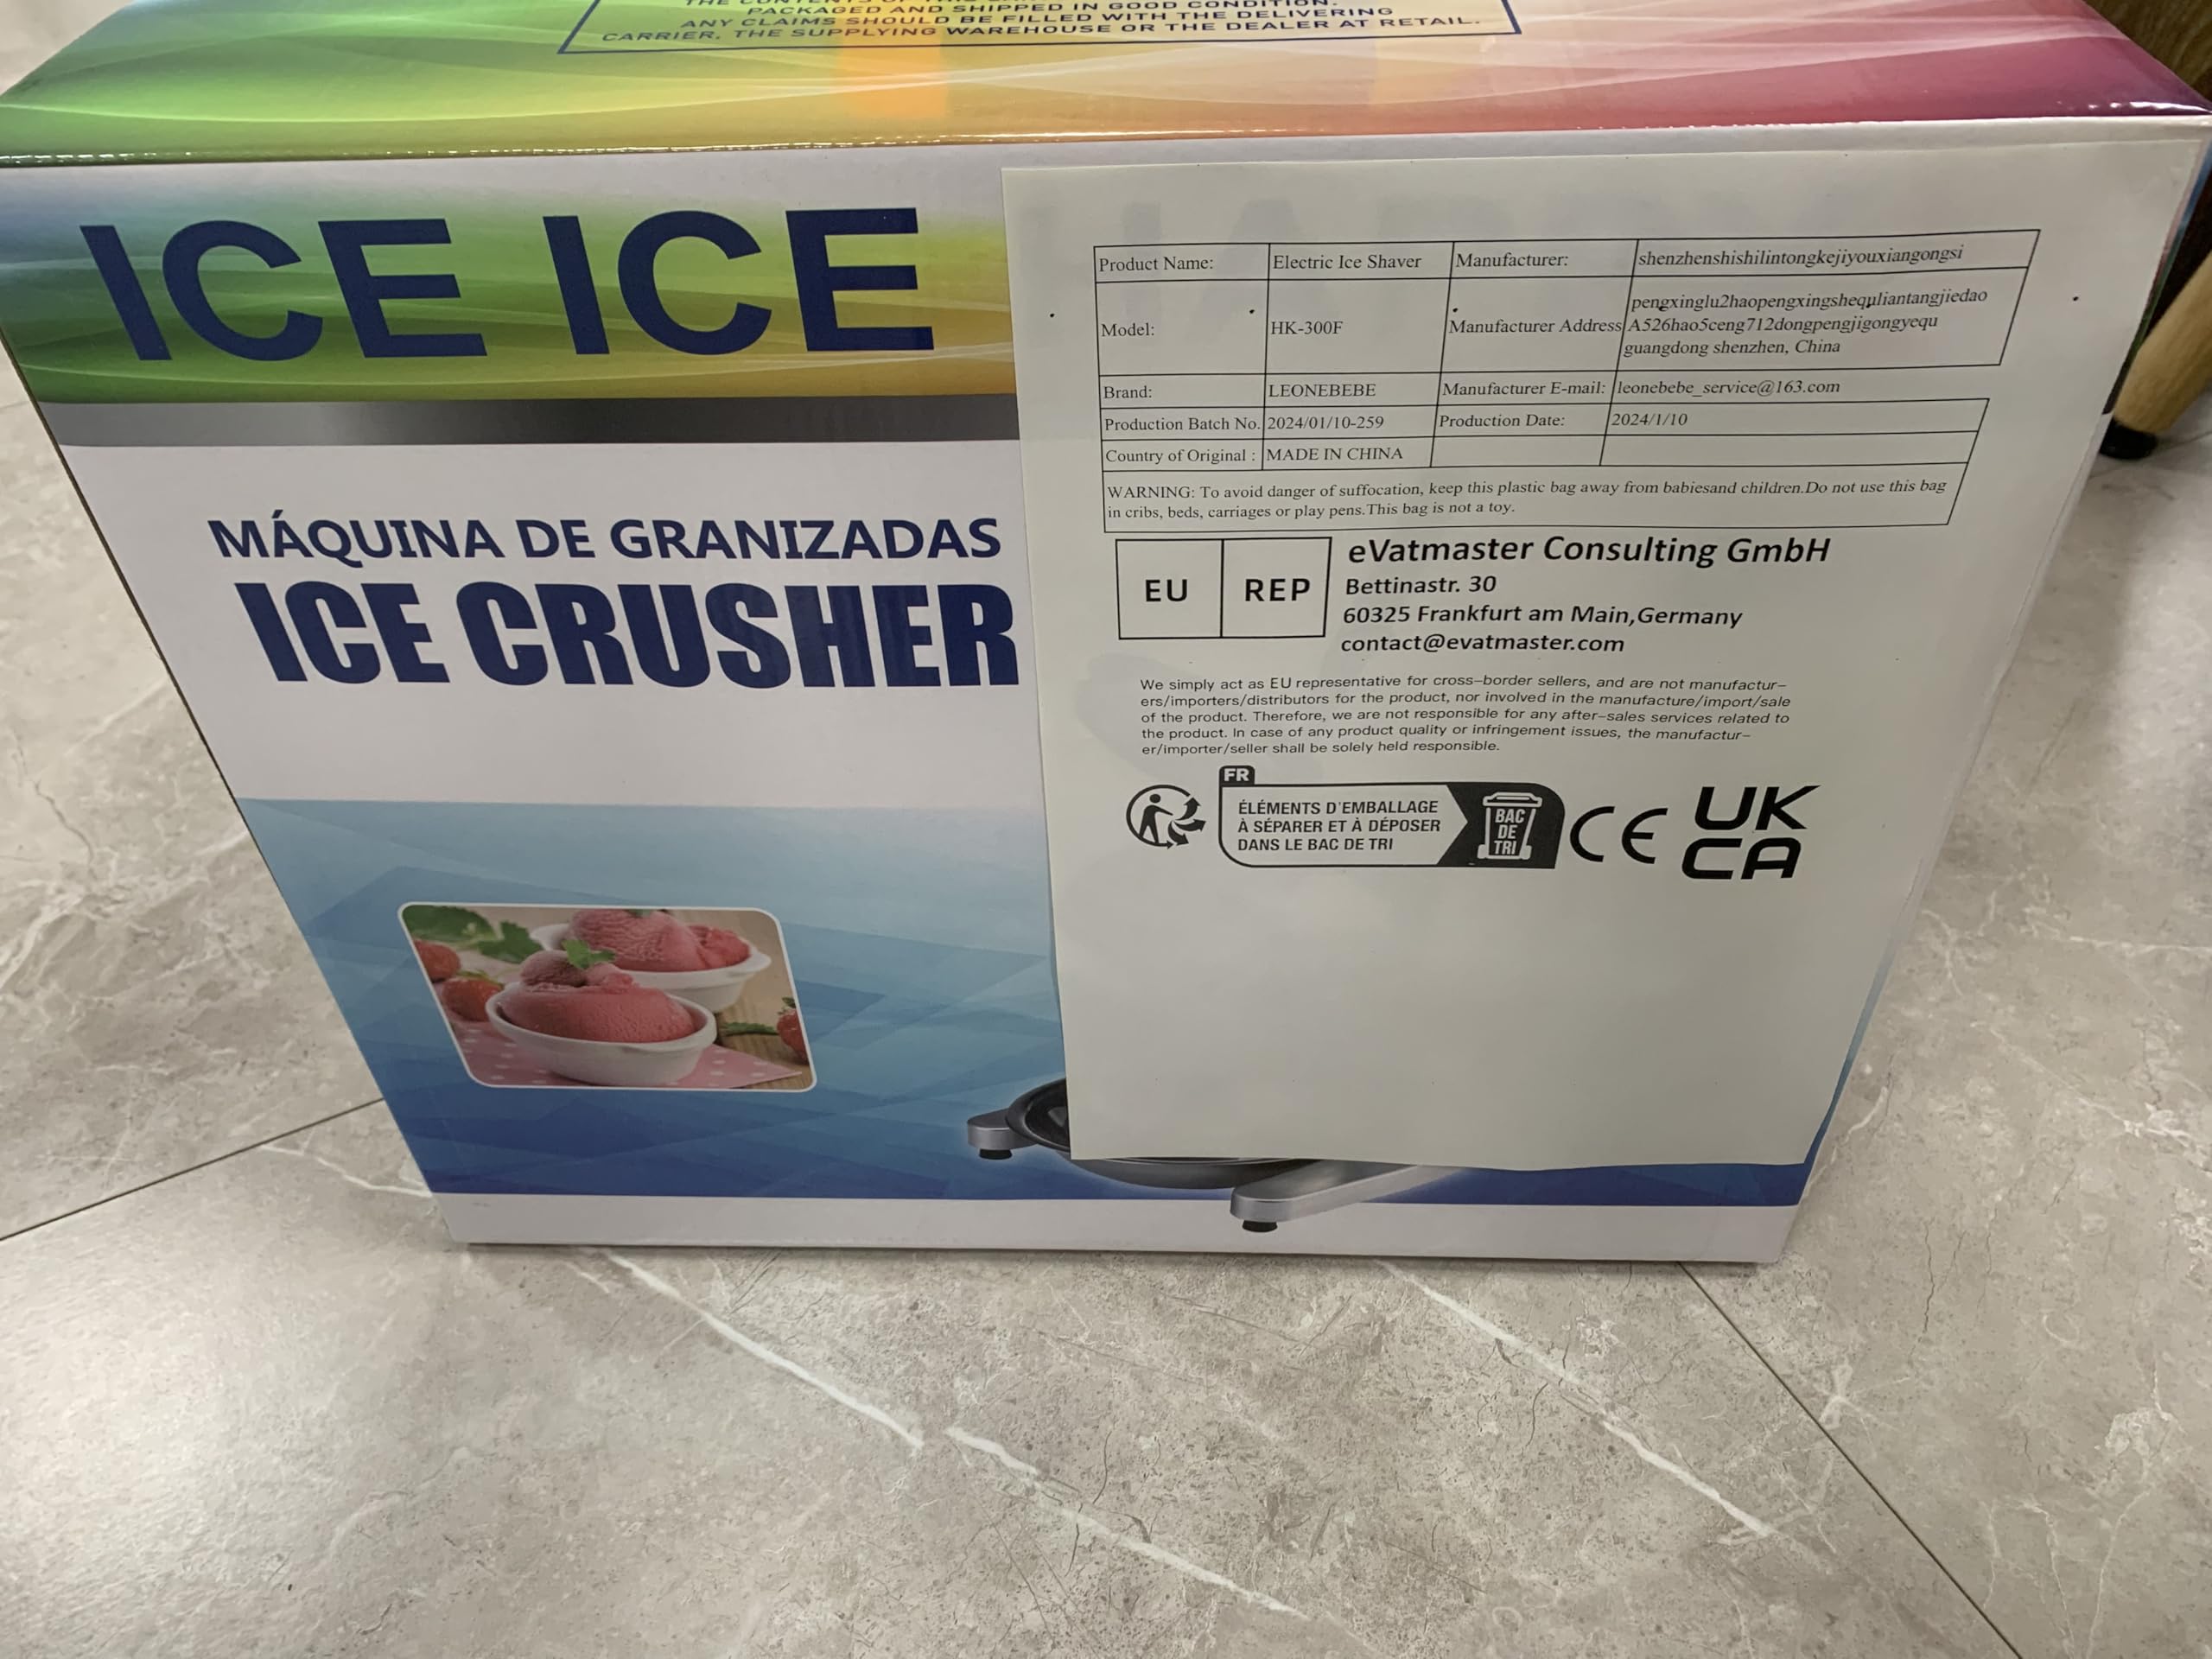 PACKAGED AND SHIPPED IN GOOD CONDITION.
ANY CLAIMS SHOULD BE FILLED WITH THE DELIVERING
CARRIER, THE SUPPLYING WAREHOUSE OR THE DEALER AT RETAIL.
ICE ICE
MÁQUINA DE GRANIZADAS
ICE CRUSHER
Product Name: Electric Ice Shaver Manufacturer: shenzhenshishilintongkejiyouxiangongsi
Model: HK-300F Manufacturer Address pengxinglu2haopengxingshequliantangjiedao
A526hao5ceng712dongpengjigongyequ
guangdong shenzhen, China
Brand: LEONEBEBE Manufacturer E-mail: leonebebe_service@163.com
Production Batch No. 2024/01/10-259 Production Date: 2024/1/10
Country of Original : MADE IN CHINA
WARNING: To avoid danger of suffocation, keep this plastic bag away from babiesand children.Do not use this bag
in cribs, beds, carriages or play pens.This bag is not a toy.
EU REP
eVatmaster Consulting GmbH
Bettinastr. 30
60325 Frankfurt am Main,Germany
contact@evatmaster.com
We simply act as EU representative for cross-border sellers, and are not manufactur-
ers/importers/distributors for the product, nor involved in the manufacture/import/sale
of the product. Therefore, we are not responsible for any after-sales services related to
the product. In case of any product quality or infringement issues, the manufactur-
er/importer/seller shall be solely held responsible.
FR
ÉLÉMENTS D'EMBALLAGE
À SÉPARER ET À DÉPOSER
DANS LE BAC DE TRI
BAC
DE
TRI
CE
UK
CA